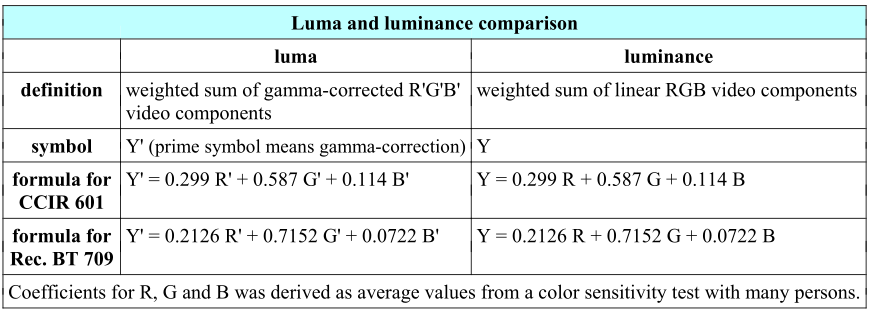 Luma and luminance comparison
luma luminance
definition weighted sum of gamma-corrected R'G'B' weighted sum of linear RGB video components
video components
symbol Y' (prime symbol means gamma-correction) Y
formula for Y' = 0.299 R' + 0.587 G' + 0.114 B' Y = 0.299 R + 0.587 G + 0.114 B
CCIR 601
formula for Y' = 0.2126 R' + 0.7152 G' + 0.0722 B' Y = 0.2126 R + 0.7152 G + 0.0722 B
Rec. BT 709
Coefficients for R, G and B was derived as average values from a color sensitivity test with many persons.